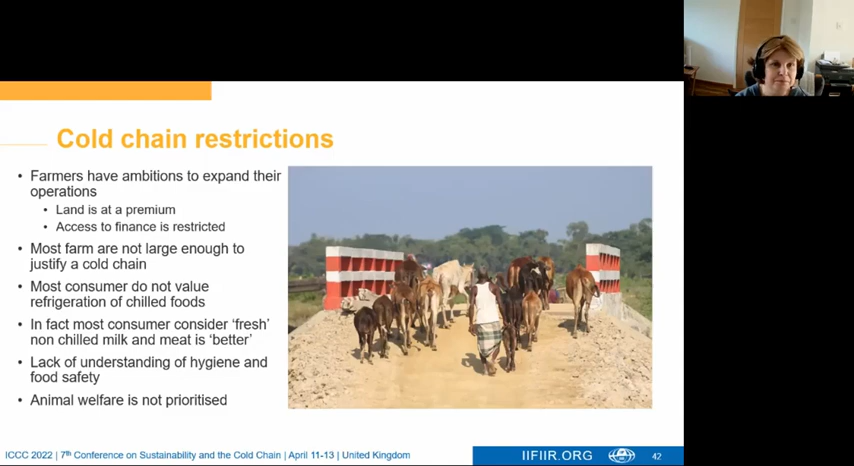 Cold chain restrictions
• Farmers have ambitions to expand their
operations
• Land is at a premium
• Access to finance is restricted
• Most farm are not large enough to
justify a cold chain
• Most consumer do not value
refrigeration of chilled foods
• In fact most consumer consider ‘fresh’
non chilled milk and meat is ‘better’
• Lack of understanding of hygiene and
food safety
• Animal welfare is not prioritised
ICCC 2022 | 7th Conference on Sustainability and the Cold Chain | April 11-13 | United Kingdom
IIFIIR.ORG
42